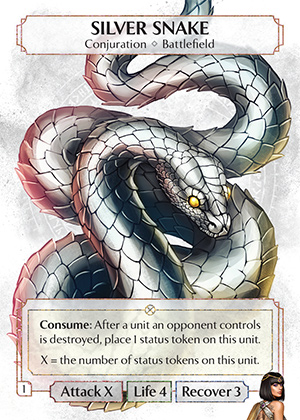 SILVER SNAKE
Conjuration ◇ Battlefield
Consume: After a unit an opponent controls
is destroyed, place 1 status token on this unit.
X = the number of status tokens on this unit.
1
Attack X Life 4 Recover 3